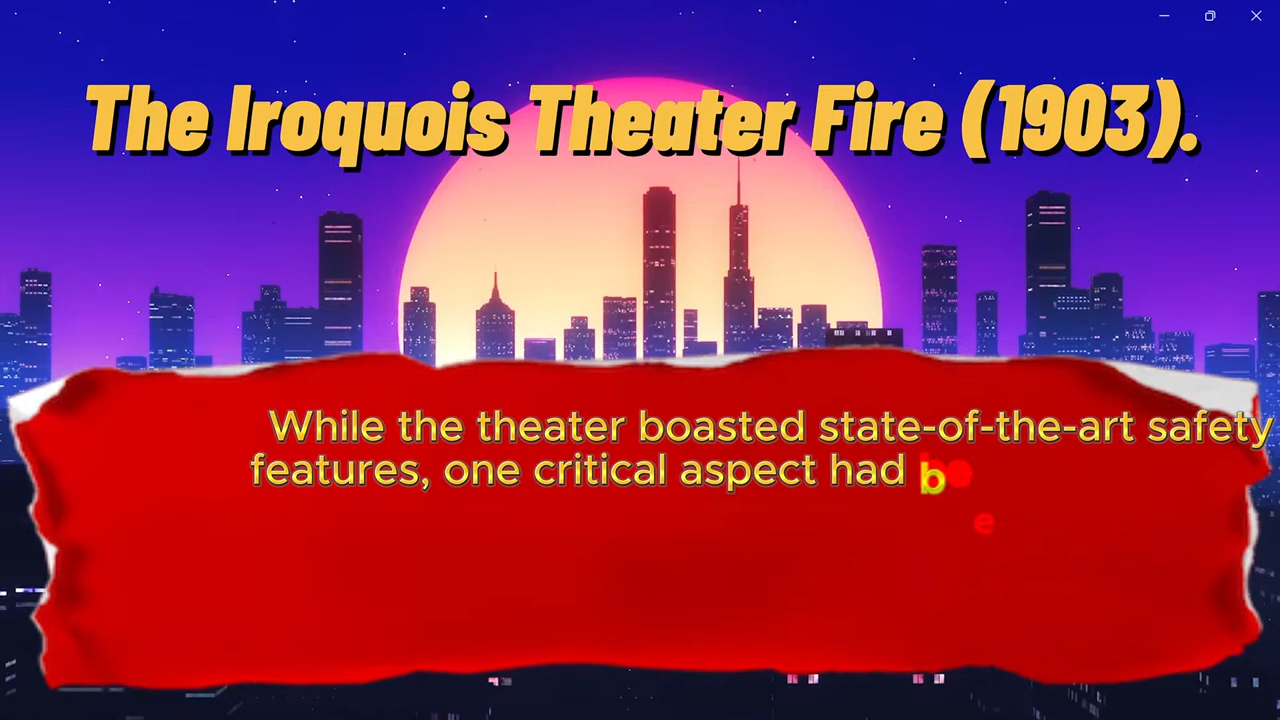 The Iroquois Theater Fire (1903).
While the theater boasted state-of-the-art safety
features, one critical aspect had